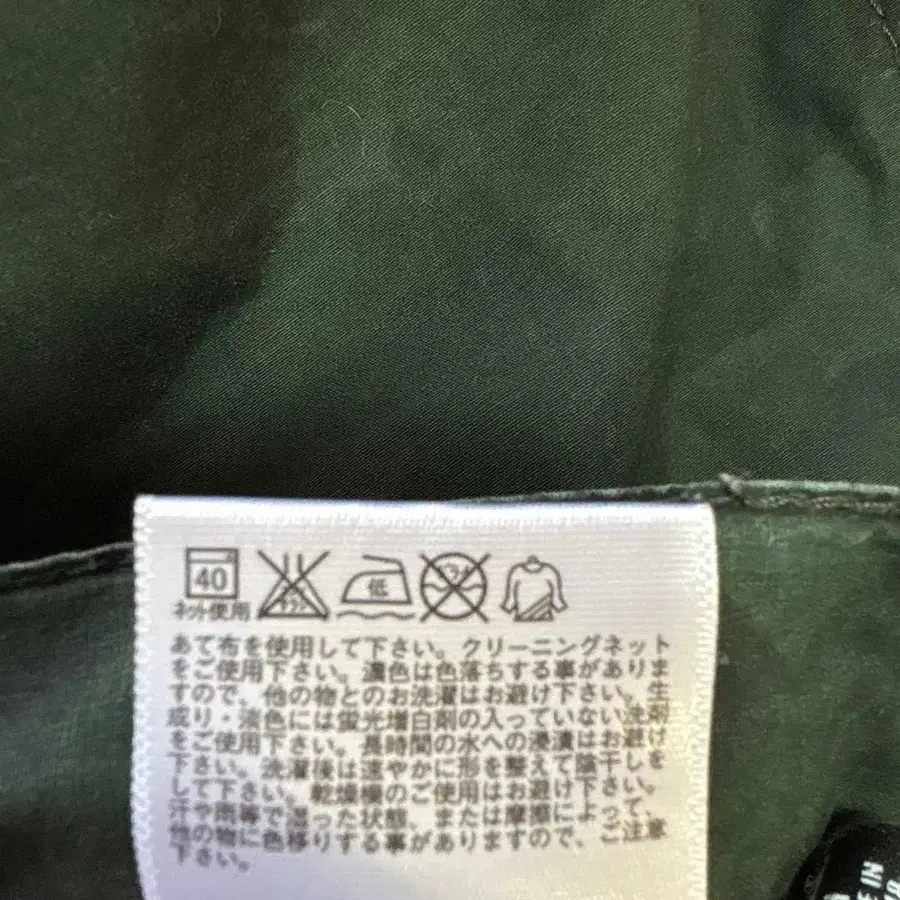 40
ネット使用
エンソ
低
ドライ
あて布を使用して下さい。クリーニングネット
をご使用下さい。濃色は色落ちする事がありま
すので、他の物とのお洗濯はお避け下さい。生
成り・淡色には蛍光増白剤の入っていない洗剤
をご使用下さい。長時間の水への浸漬はお避け
下さい。洗濯後は速やかに形を整えて陰干しを
して下さい。乾燥機のご使用はお避け下さい。
汗や雨等で湿った状態、または摩擦によって、
他の物に色移りする事がありますので、ご注意
下さい。
E IN